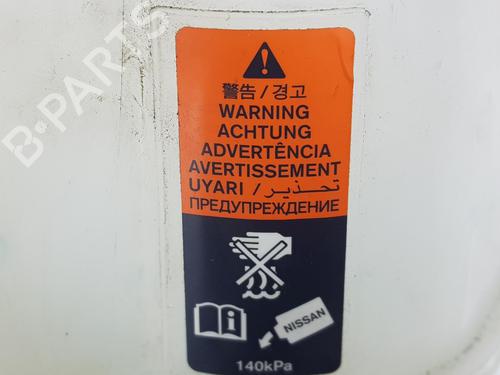 警告 / 경고
WARNING
ACHTUNG
ADVERTÊNCIA
AVERTISSEMENT
UYARI / تحذير
ПРЕДУПРЕЖДЕНИЕ
i
NISSAN
140kPa
B-PARTS